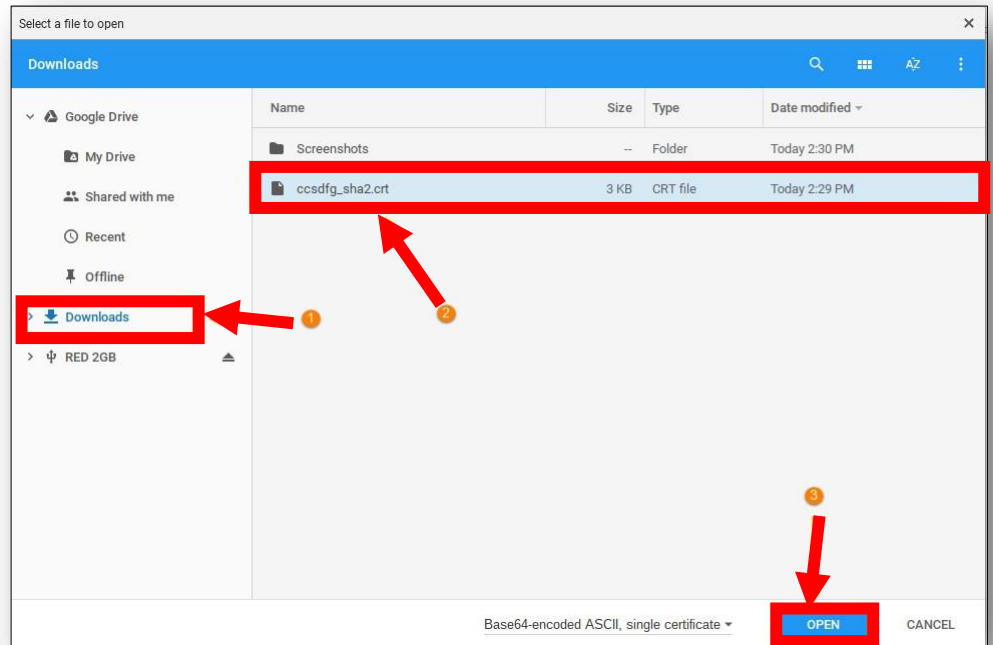 Select a file to open
Downloads
AZ
Google Drive
My Drive
Shared with me
Recent
Offline
Downloads
RED 2GB
Name Size Type Date modified
Screenshots -- Folder Today 2:30 PM
ccsdfg_sha2.crt 3 KB CRT file Today 2:29 PM
1
2
3
Base64-encoded ASCII, single certificate
OPEN CANCEL